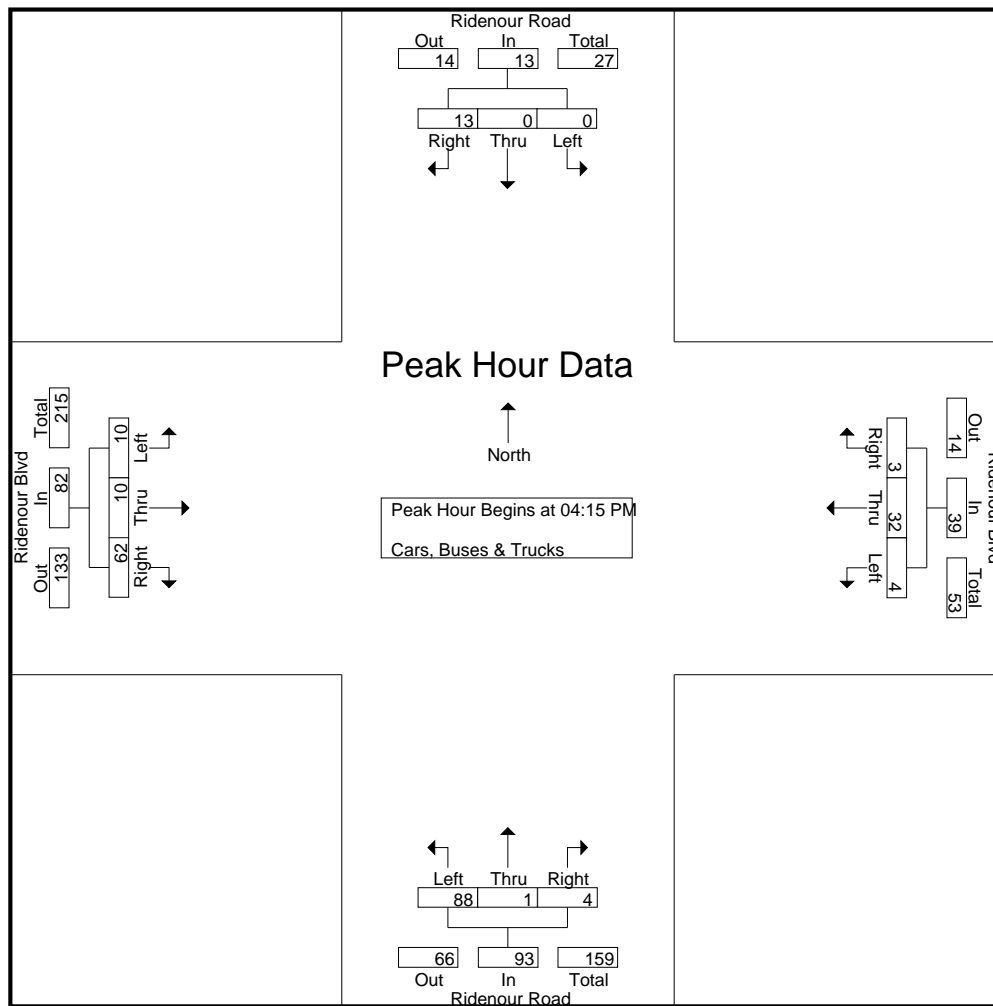 Ridenour Road
Out In Total
14 13 27
13 0 0
Right Thru Left
Peak Hour Data
North
Peak Hour Begins at 04:15 PM
Cars, Buses & Trucks
Ridenour Blvd
Out In Total
133 82 215
62 10 10
Right Thru Left
Ridenour Blvd
Out In Total
14 39 53
3 32 4
Right Thru Left
Left Thru Right
88 1 4
66 93 159
Out In Total
Ridenour Road